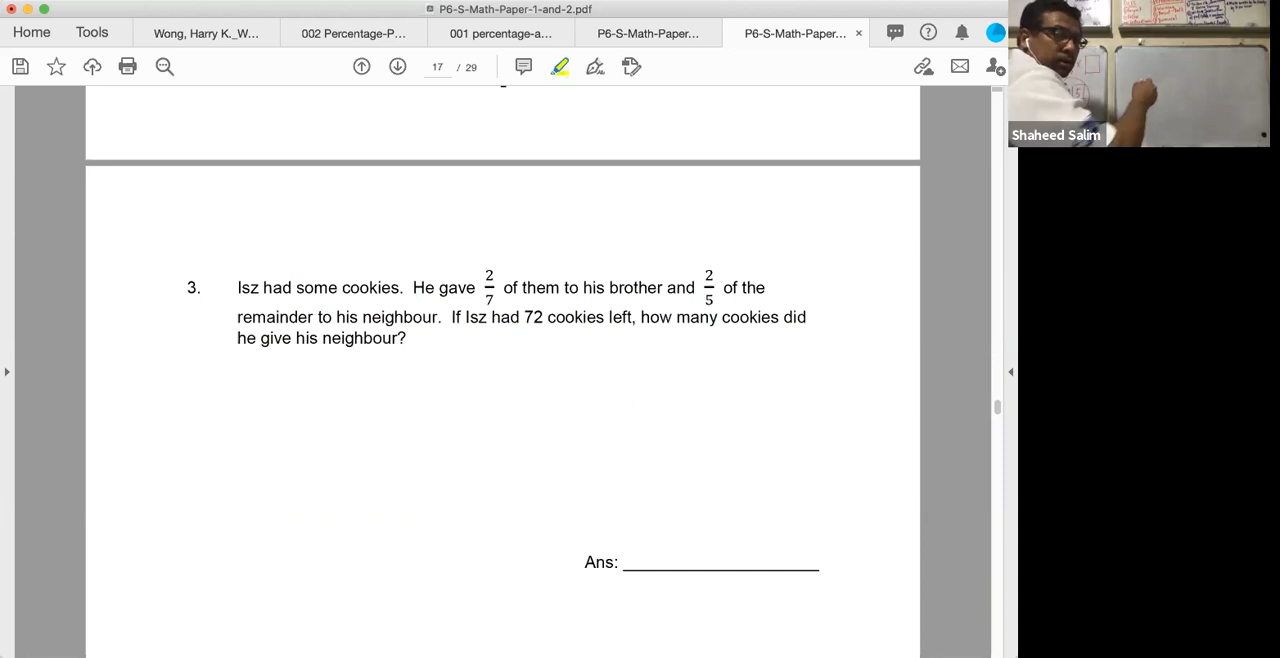 P6-S-Math-Paper-1-and-2.pdf
Home Tools Wong, Harry K._W... 002 Percentage-P... 001 percentage-a... P6-S-Math-Paper... P6-S-Math-Paper... ×
17 / 29
Shaheed Salim
3. Isz had some cookies. He gave 2/7 of them to his brother and 2/5 of the
remainder to his neighbour. If Isz had 72 cookies left, how many cookies did
he give his neighbour?
Ans: ____________________